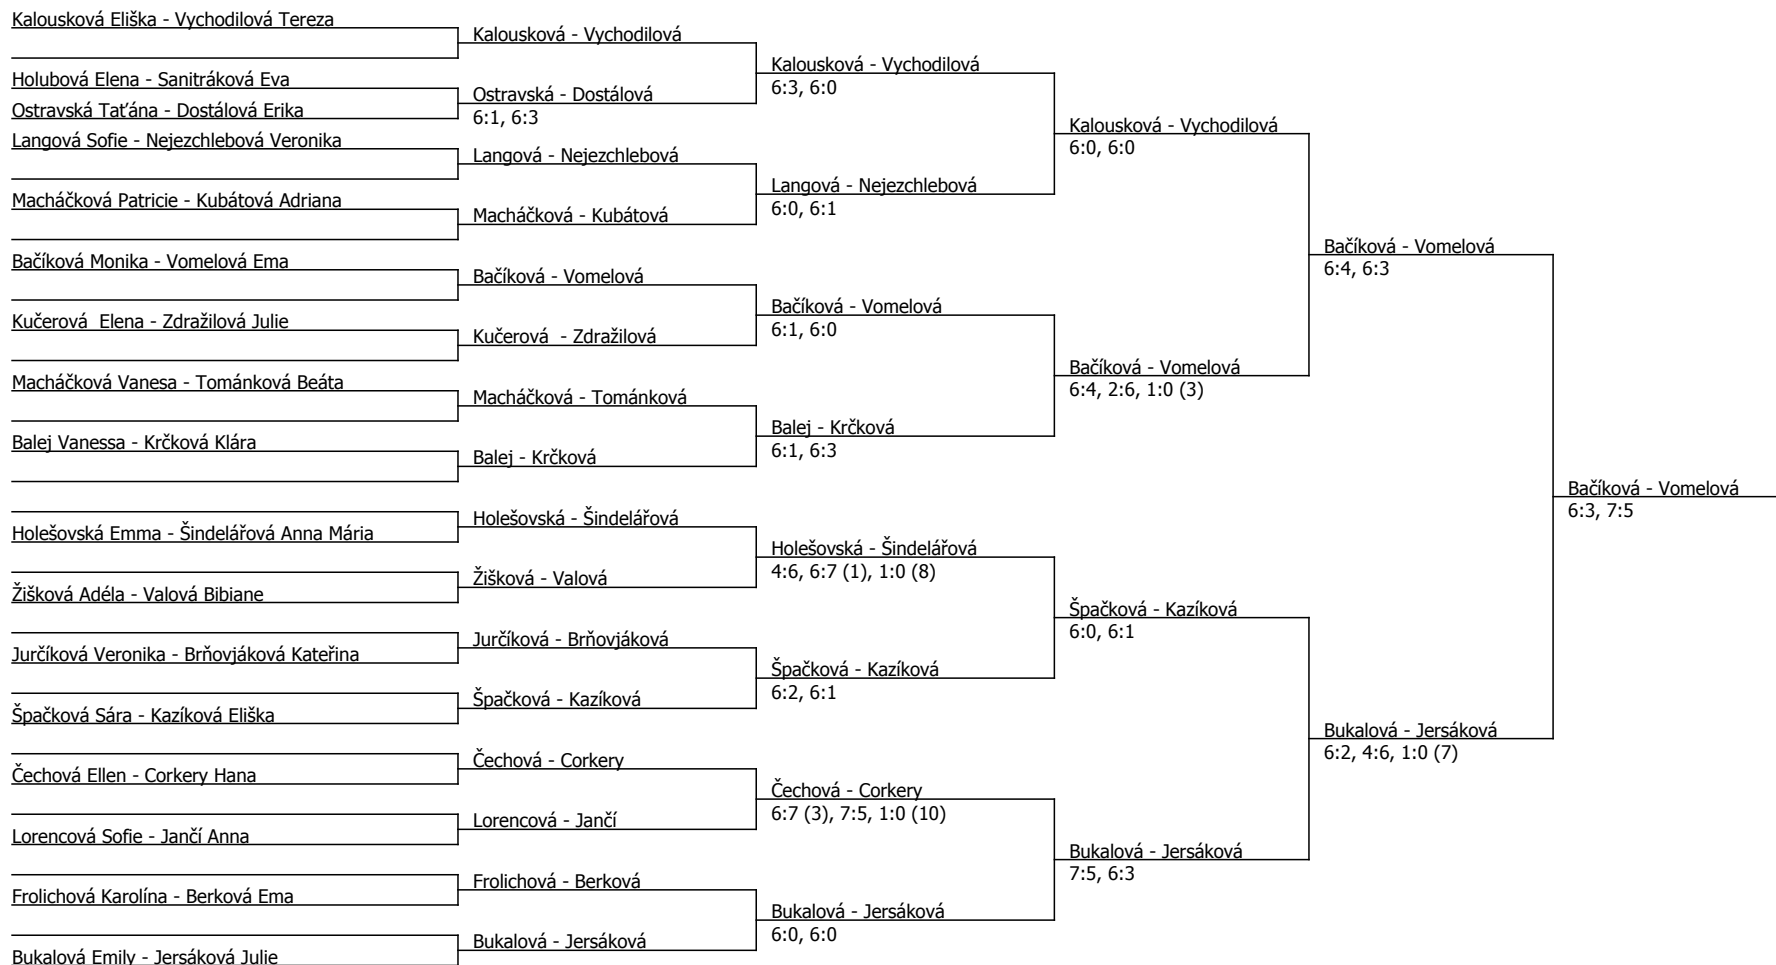 Kalousková Eliška - Vychodilová Tereza
Holubová Elena - Sanitráková Eva
Ostravská Taťána - Dostálová Erika
Langová Sofie - Nejezchlebová Veronika
Macháčková Patricie - Kubátová Adriana
Bačíková Monika - Vomelová Ema
Kučerová  Elena - Zdražilová Julie
Macháčková Vanesa - Tománková Beáta
Balej Vanessa - Krčková Klára
Holešovská Emma - Šindelářová Anna Mária
Žišková Adéla - Valová Bibiane
Jurčíková Veronika - Brňovjáková Kateřina
Špačková Sára - Kazíková Eliška
Čechová Ellen - Corkery Hana
Lorencová Sofie - Jančí Anna
Frolichová Karolína - Berková Ema
Bukalová Emily - Jersáková Julie
Kalousková - Vychodilová
Ostravská - Dostálová
6:1, 6:3
Langová - Nejezchlebová
Macháčková - Kubátová
Bačíková - Vomelová
Kučerová  - Zdražilová
Macháčková - Tománková
Balej - Krčková
Holešovská - Šindelářová
Žišková - Valová
Jurčíková - Brňovjáková
Špačková - Kazíková
Čechová - Corkery
Lorencová - Jančí
Frolichová - Berková
Bukalová - Jersáková
Kalousková - Vychodilová
6:3, 6:0
Langová - Nejezchlebová
6:0, 6:1
Bačíková - Vomelová
6:1, 6:0
Balej - Krčková
6:1, 6:3
Holešovská - Šindelářová
4:6, 6:7 (1), 1:0 (8)
Špačková - Kazíková
6:2, 6:1
Čechová - Corkery
6:7 (3), 7:5, 1:0 (10)
Bukalová - Jersáková
6:0, 6:0
Kalousková - Vychodilová
6:0, 6:0
Bačíková - Vomelová
6:4, 2:6, 1:0 (3)
Špačková - Kazíková
6:0, 6:1
Bukalová - Jersáková
7:5, 6:3
Bačíková - Vomelová
6:4, 6:3
Bukalová - Jersáková
6:2, 4:6, 1:0 (7)
Bačíková - Vomelová
6:3, 7:5